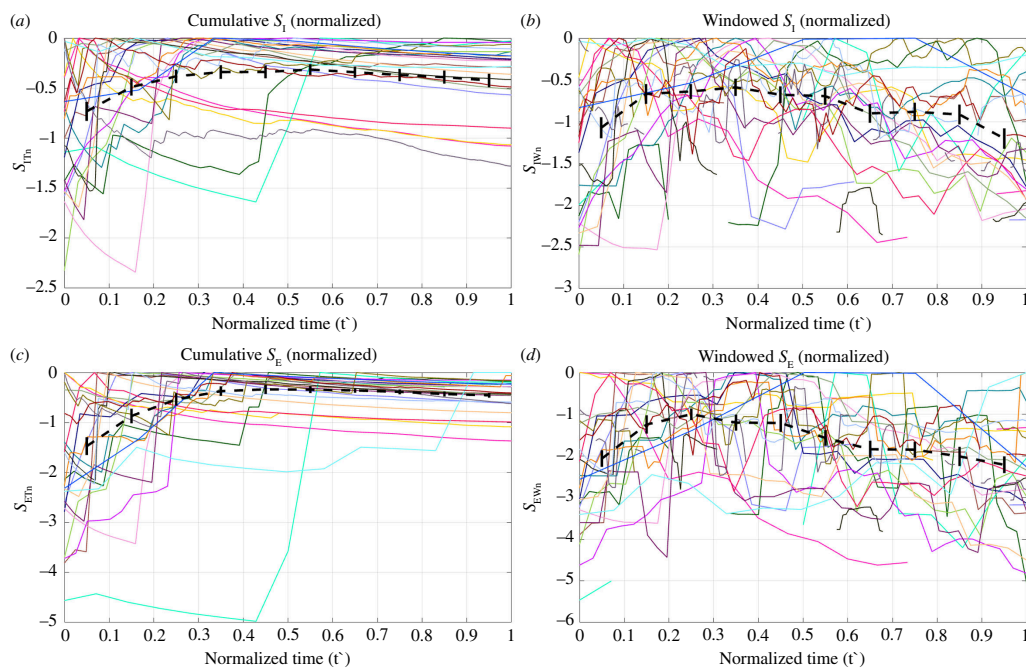 (a) Cumulative S_I (normalized)
0
−0.5
−1.0
−1.5
−2.0
−2.5
S_ITn
0 0.1 0.2 0.3 0.4 0.5 0.6 0.7 0.8 0.9 1
Normalized time (t`)
(b) Windowed S_I (normalized)
0
−0.5
−1.0
−1.5
−2.0
−2.5
−3
S_IWn
0 0.1 0.2 0.3 0.4 0.5 0.6 0.7 0.8 0.9 1
Normalized time (t`)
(c) Cumulative S_E (normalized)
0
−1
−2
−3
−4
−5
S_ETn
0 0.1 0.2 0.3 0.4 0.5 0.6 0.7 0.8 0.9 1
Normalized time (t`)
(d) Windowed S_E (normalized)
0
−1
−2
−3
−4
−5
−6
S_EWn
0 0.1 0.2 0.3 0.4 0.5 0.6 0.7 0.8 0.9 1
Normalized time (t`)